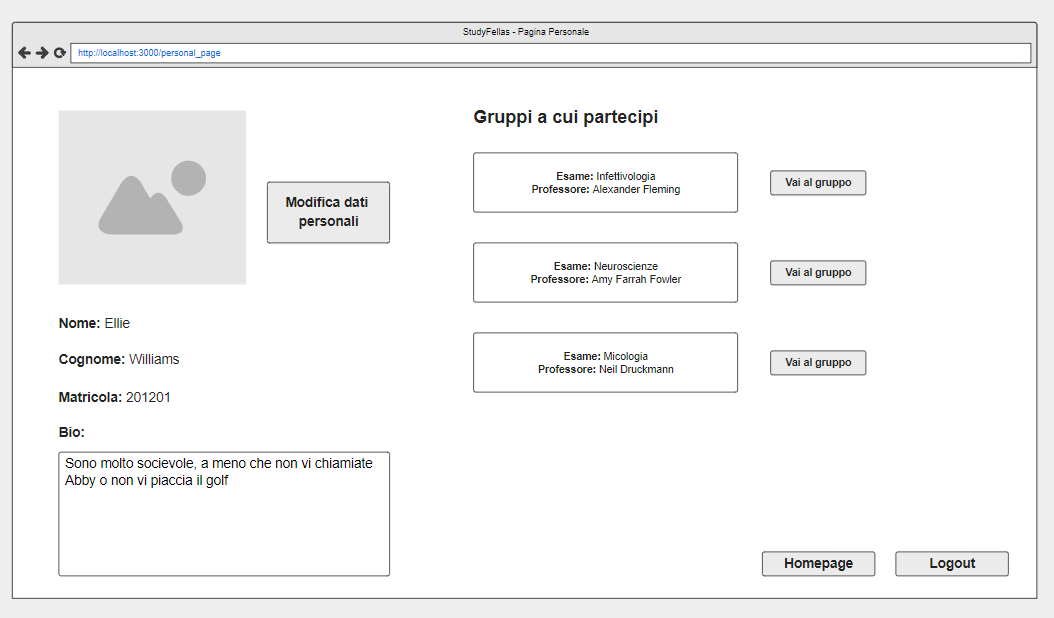 StudyFellas - Pagina Personale
http://localhost:3000/personal_page
Modifica dati
personali
Nome: Ellie
Cognome: Williams
Matricola: 201201
Bio:
Sono molto socievole, a meno che non vi chiamiate
Abby o non vi piaccia il golf
Gruppi a cui partecipi
Esame: Infettivologia
Professore: Alexander Fleming
Vai al gruppo
Esame: Neuroscienze
Professore: Amy Farrah Fowler
Vai al gruppo
Esame: Micologia
Professore: Neil Druckmann
Vai al gruppo
Homepage
Logout